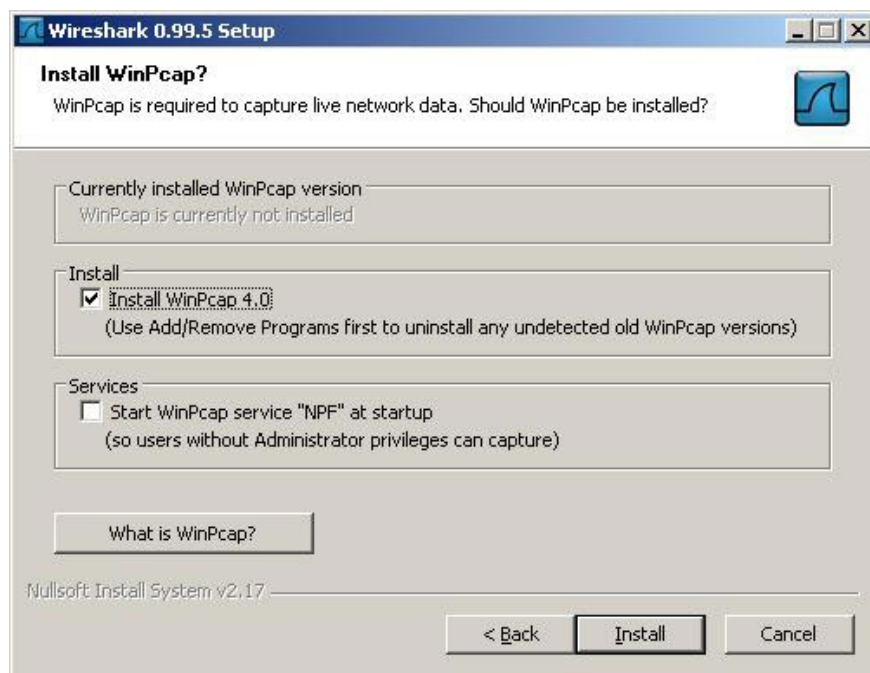 Wireshark 0.99.5 Setup
Install WinPcap?
WinPcap is required to capture live network data. Should WinPcap be installed?
Currently installed WinPcap version
WinPcap is currently not installed
Install
Install WinPcap 4.0
(Use Add/Remove Programs first to uninstall any undetected old WinPcap versions)
Services
Start WinPcap service "NPF" at startup
(so users without Administrator privileges can capture)
What is WinPcap?
Nullsoft Install System v2.17
< Back Install Cancel